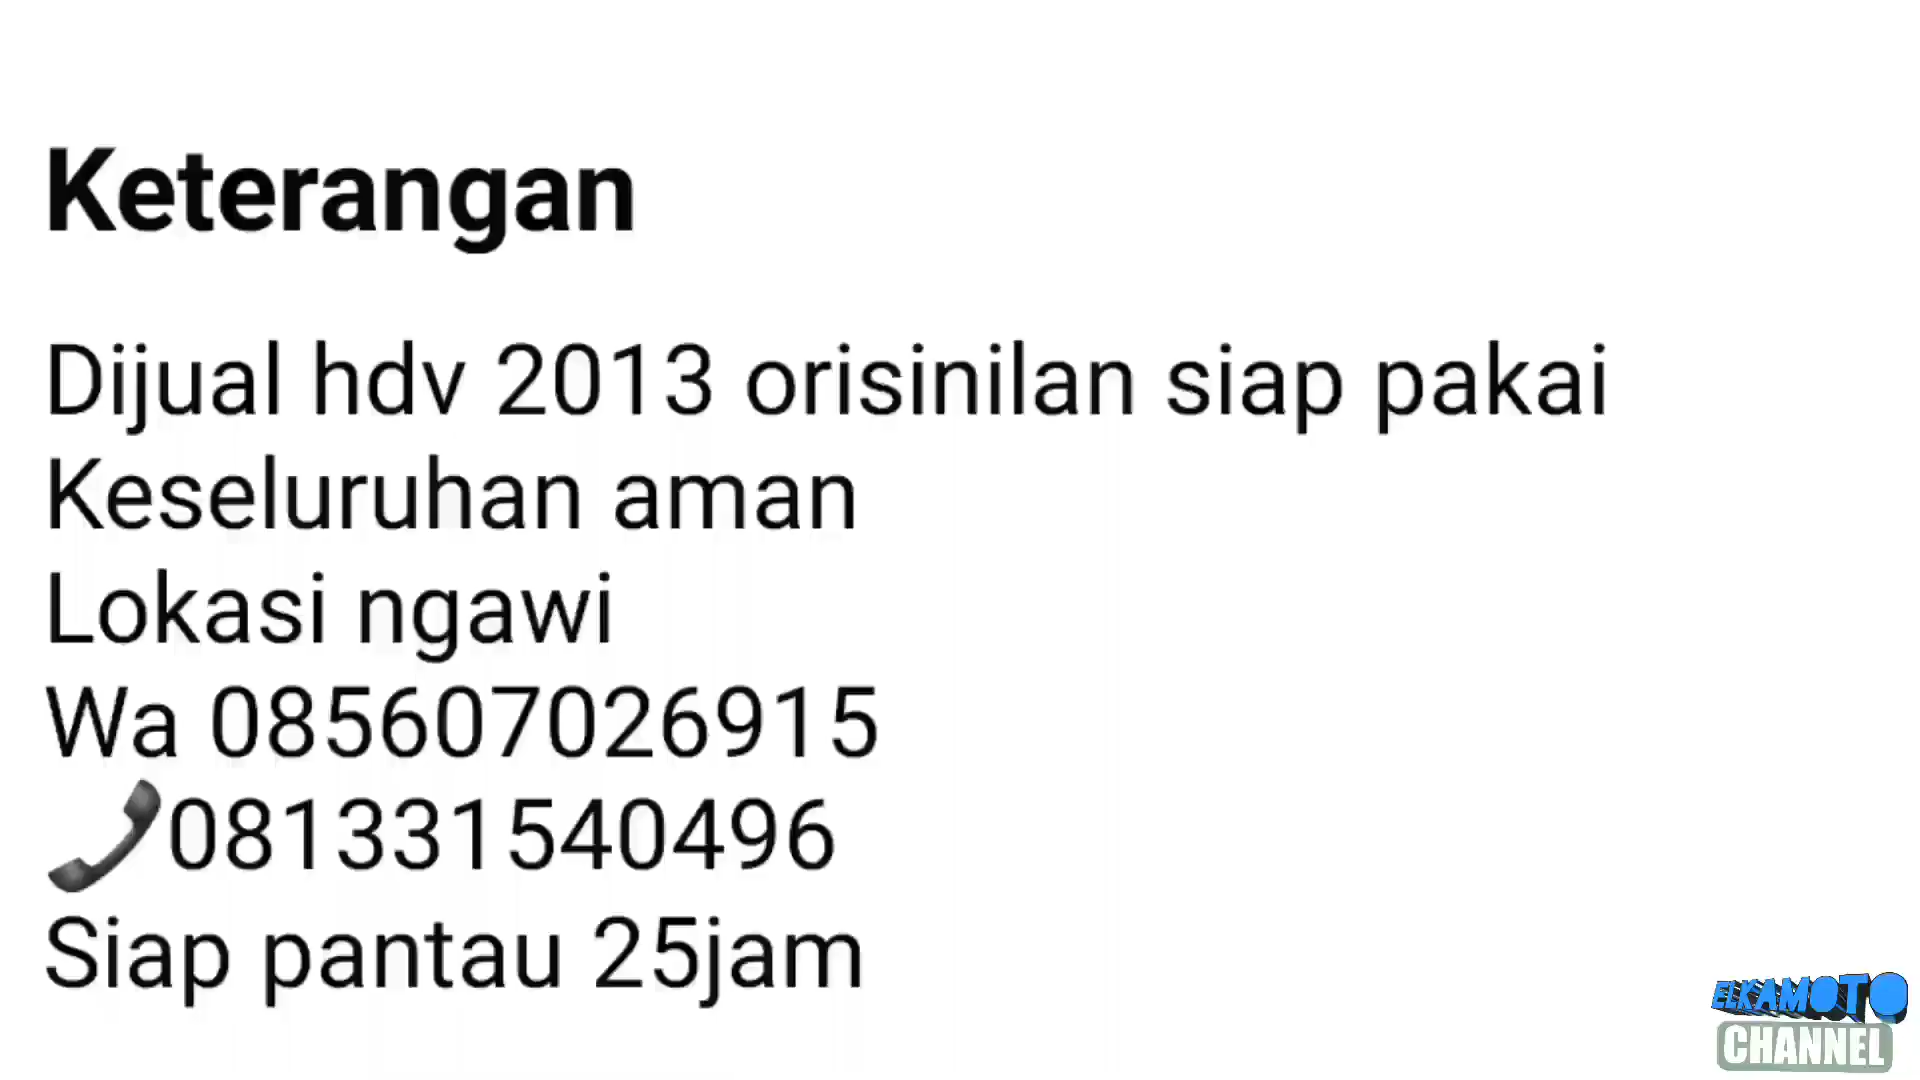 Keterangan
Dijual hdv 2013 orisinilan siap pakai
Keseluruhan aman
Lokasi ngawi
Wa 085607026915
📞081331540496
Siap pantau 25jam
ELKAMOTO
CHANNEL